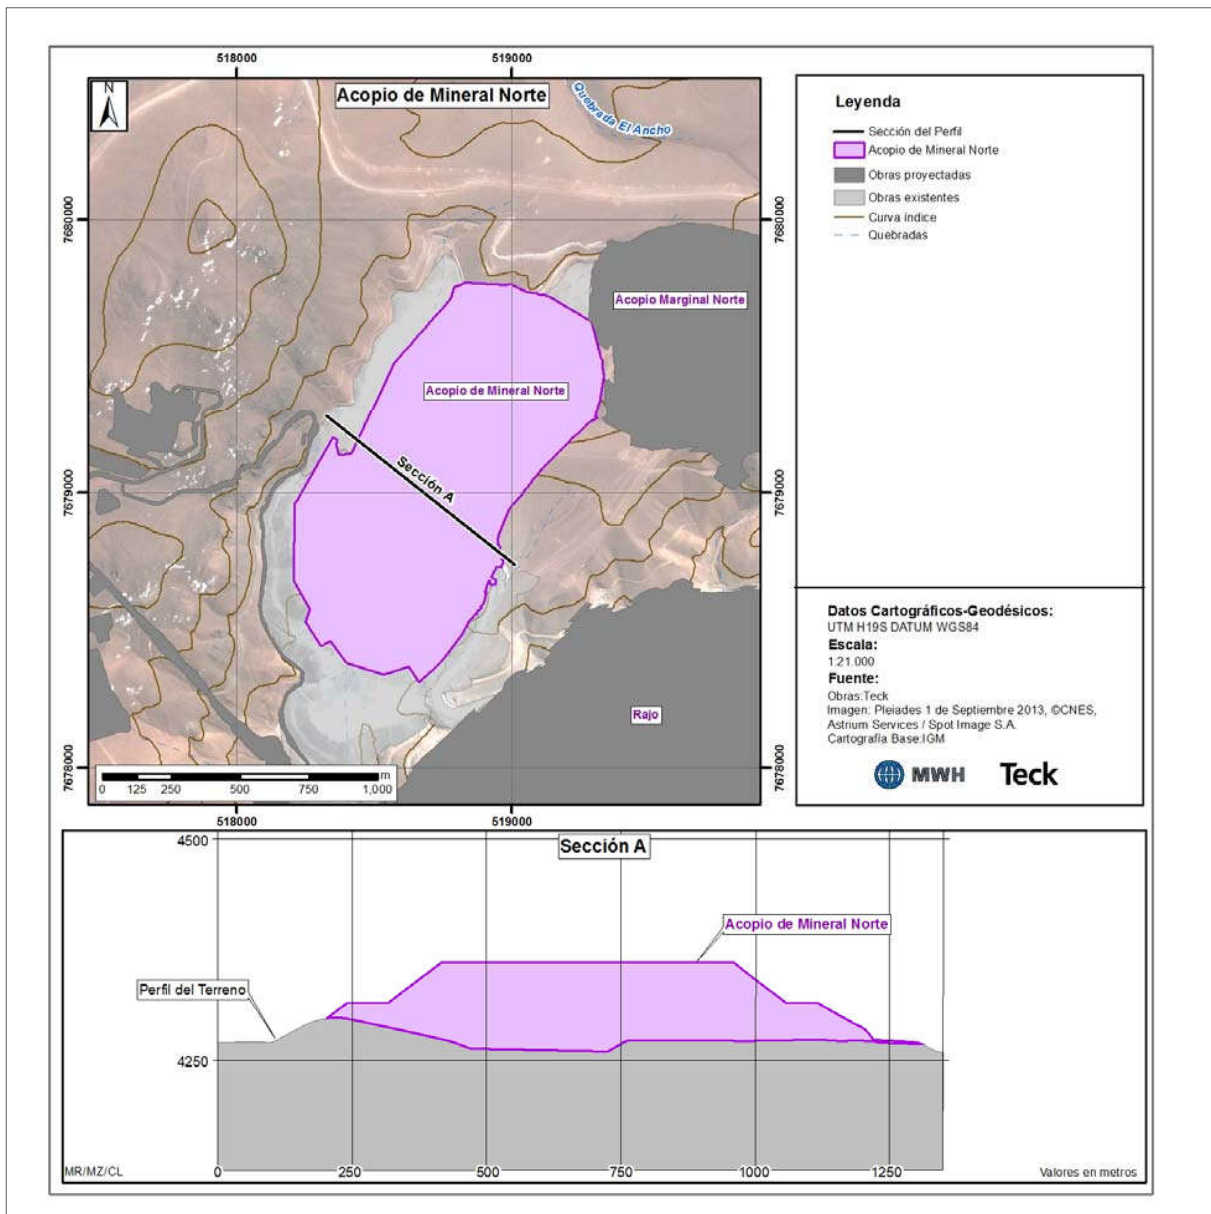 518000
519000
N
Acopio de Mineral Norte
Quebrada El Ancho
7680000
7680000
Acopio Marginal Norte
Acopio de Mineral Norte
Sección A
7679000
7679000
Rajo
7678000
7678000
m
0 125 250 500 750 1,000
518000
519000
Leyenda
Sección del Perfil
Acopio de Mineral Norte
Obras proyectadas
Obras existentes
Curva índice
Quebradas
Datos Cartográficos-Geodésicos:
UTM H19S DATUM WGS84
Escala:
1:21.000
Fuente:
Obras:Teck
Imagen: Pleiades 1 de Septiembre 2013, ©CNES,
Astrium Services / Spot Image S.A.
Cartografía Base:IGM
MWH Teck
4500
Sección A
Acopio de Mineral Norte
Perfil del Terreno
4250
MR/MZ/CL
0 250 500 750 1000 1250
Valores en metros